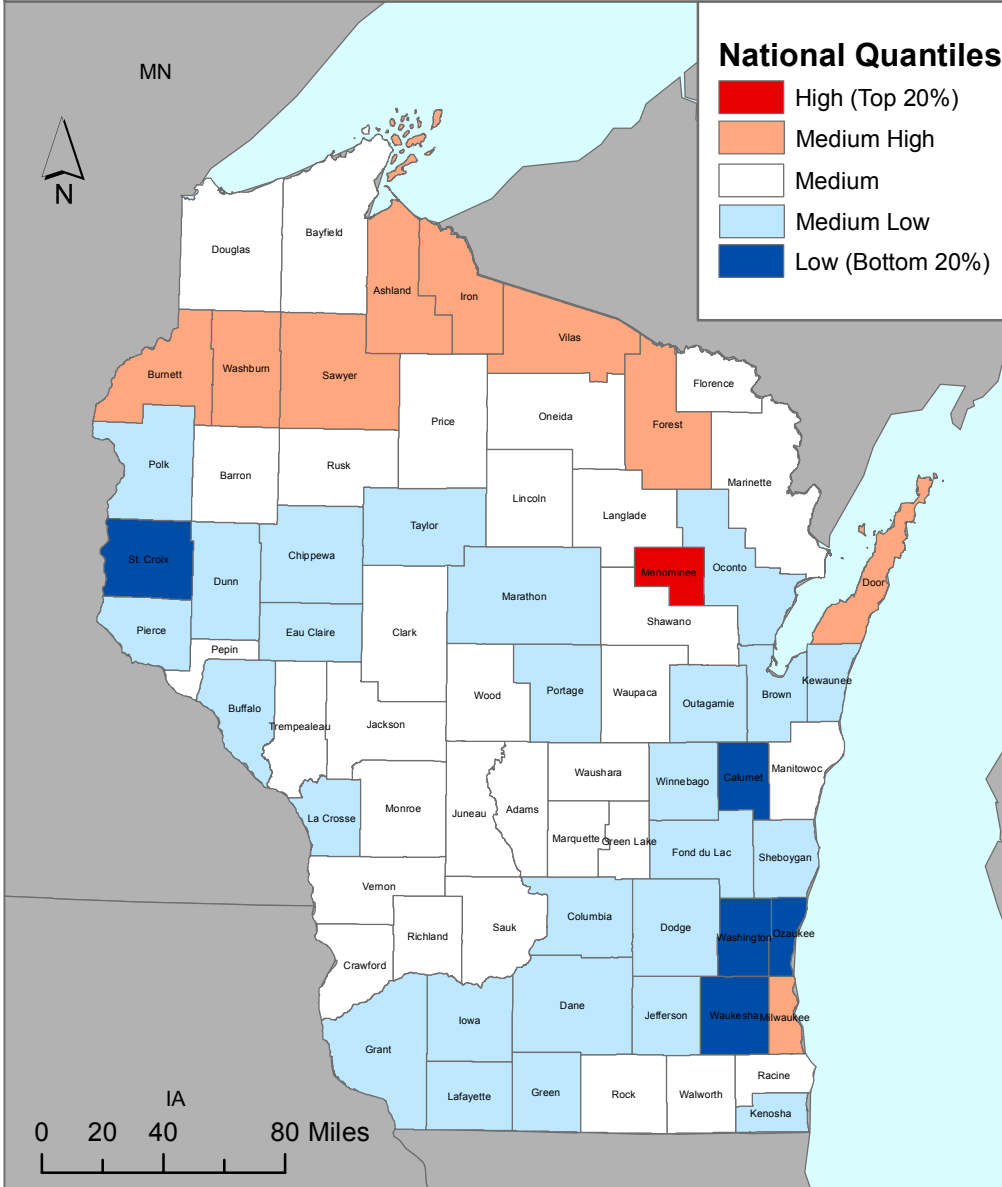 MN
National Quantiles
High (Top 20%)
Medium High
Medium
Medium Low
Low (Bottom 20%)
N
Bayfield
Douglas
Ashland
Iron
Vilas
Burnett
Washburn
Sawyer
Florence
Price
Oneida
Forest
Polk
Barron
Rusk
Marinette
Lincoln
Langlade
Taylor
St. Croix
Chippewa
Dunn
Menominee
Oconto
Door
Marathon
Pierce
Eau Claire
Clark
Shawano
Pepin
Wood
Portage
Waupaca
Outagamie
Brown
Kewaunee
Buffalo
Trempealeau
Jackson
Waushara
Winnebago
Calumet
Manitowoc
La Crosse
Monroe
Juneau
Adams
Marquette
Green Lake
Fond du Lac
Sheboygan
Vernon
Columbia
Dodge
Washington
Ozaukee
Richland
Sauk
Crawford
Dane
Jefferson
Waukesha
Milwaukee
Iowa
Grant
Racine
Lafayette
Green
Rock
Walworth
Kenosha
IA
0 20 40 80 Miles